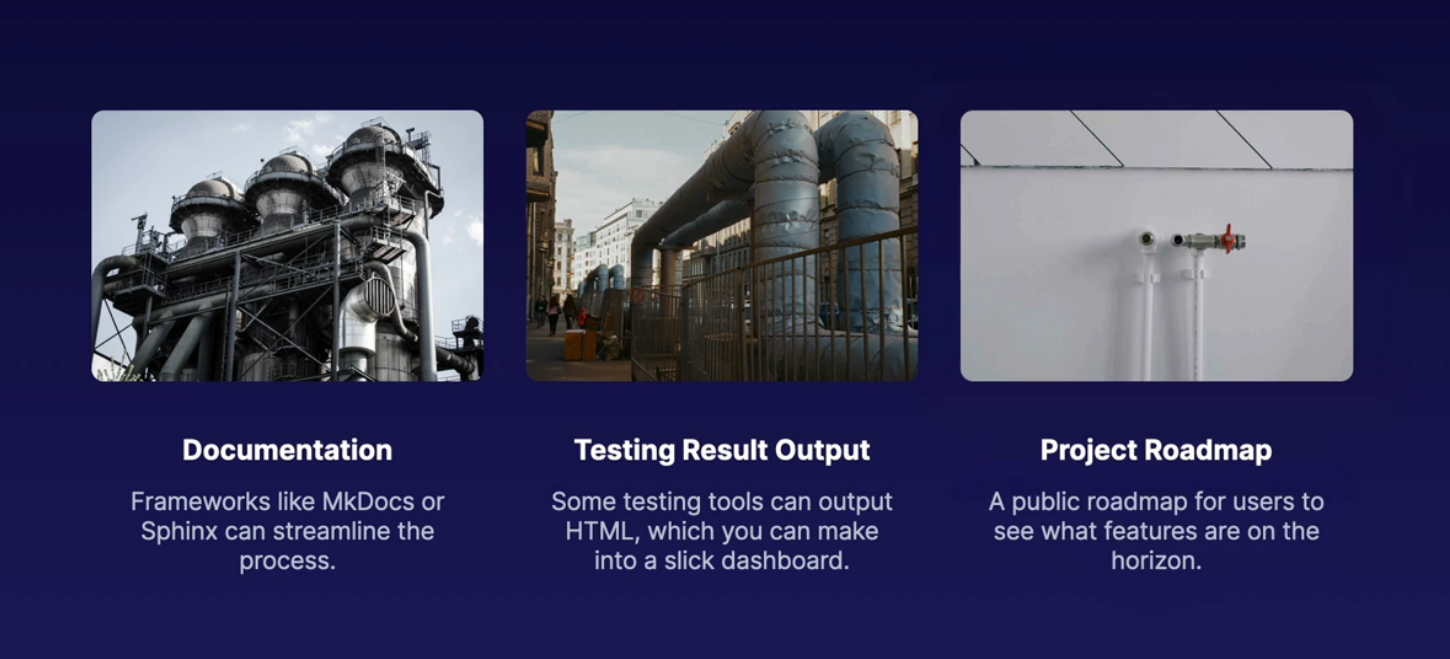 Documentation
Frameworks like MkDocs or
Sphinx can streamline the
process.
Testing Result Output
Some testing tools can output
HTML, which you can make
into a slick dashboard.
Project Roadmap
A public roadmap for users to
see what features are on the
horizon.